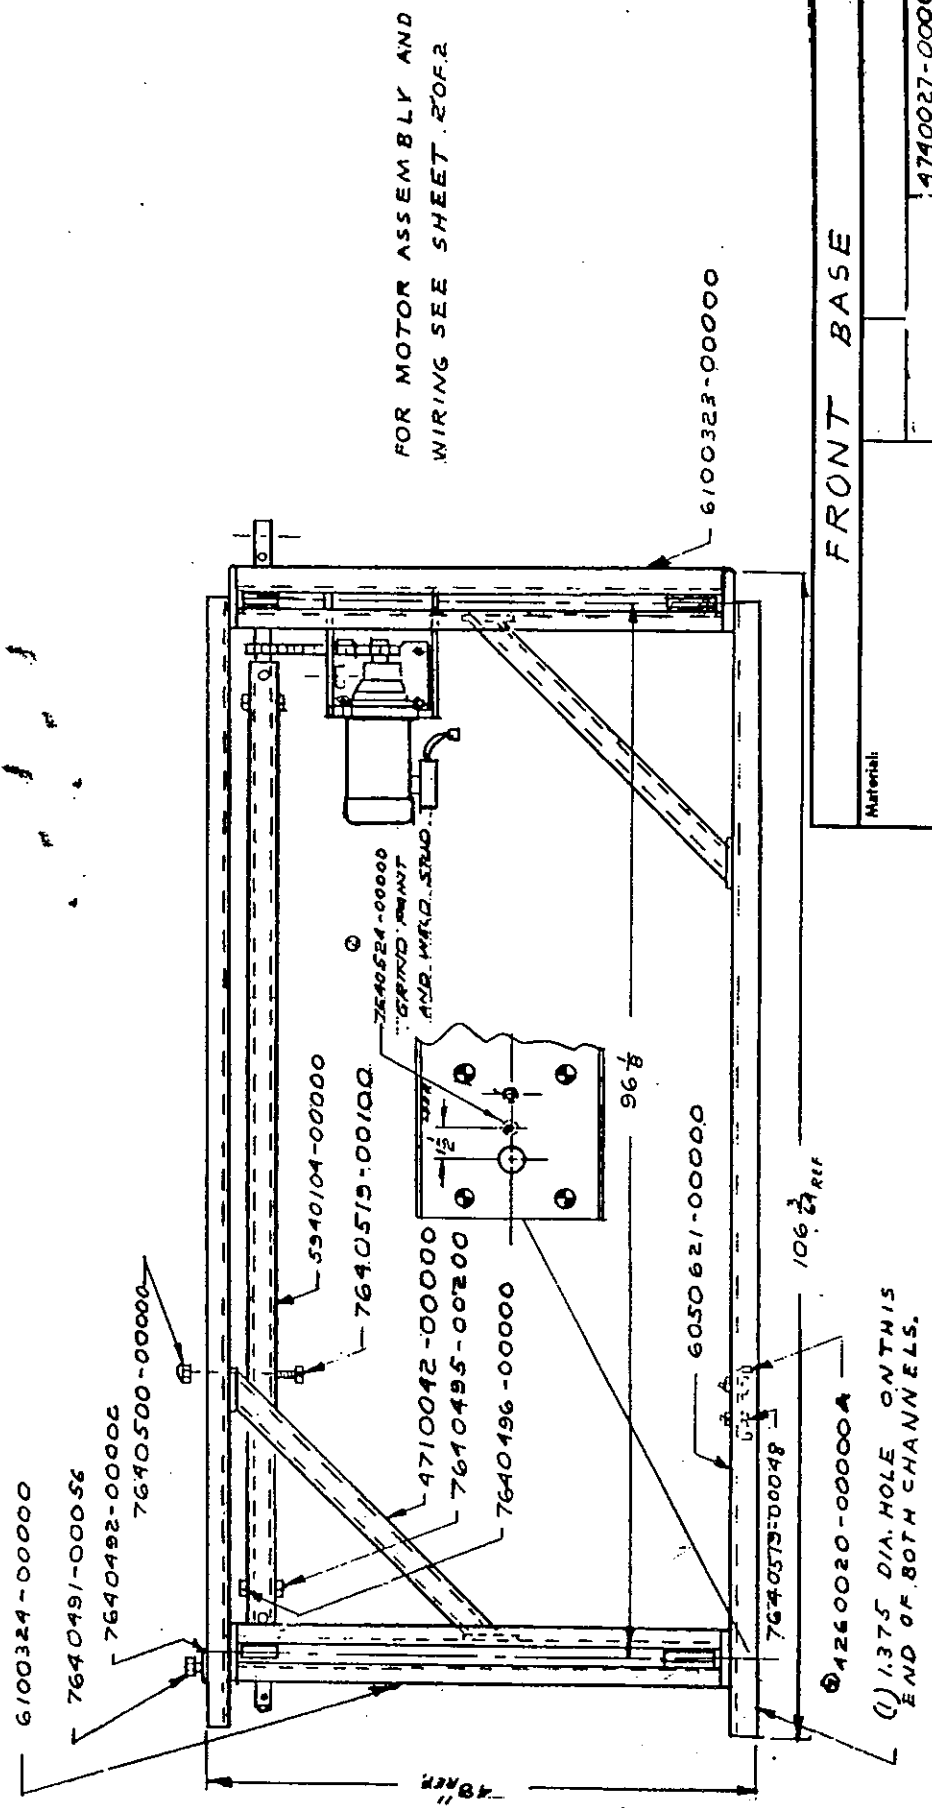 6100324-00000
7640491-00056
7640492-0000
7640500-00000
5940104-00000
7640519-00100
4710042-00000
7640495-00200
7640496-00000
7640524-00000
GRIND PAINT
AND WELD STUD
1 1/2
96 1/8
6050621-00000
7640519-00048
4260020-00000A
106 3/64 REF
48" REF.
(1) 1.375 DIA. HOLE ON THIS
END OF BOTH CHANNELS.
6100323-00000
FOR MOTOR ASSEMBLY AND
WIRING SEE SHEET 2 OF 2
FRONT BASE
Material:
4740027-000